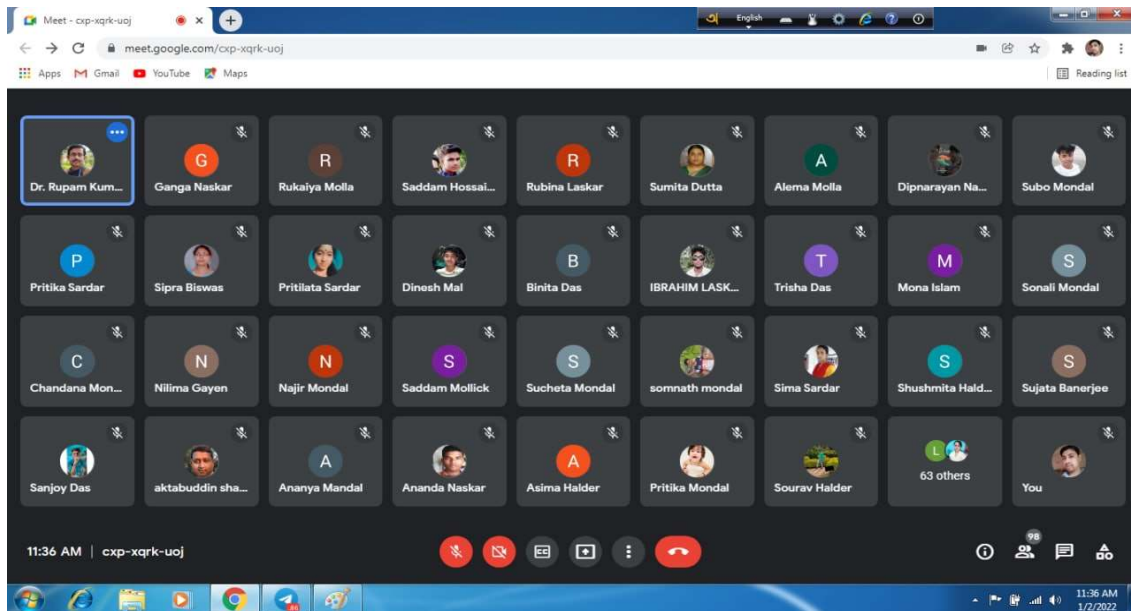 Meet - cxp-xqrk-uoj
অ English
meet.google.com/cxp-xqrk-uoj
Apps Gmail YouTube Maps Reading list
Dr. Rupam Kum... Ganga Naskar Rukaiya Molla Saddam Hossai... Rubina Laskar Sumita Dutta Alema Molla Dipnarayan Na... Subo Mondal
G R R A
Pritika Sardar Sipra Biswas Pritilata Sardar Dinesh Mal Binita Das IBRAHIM LASK... Trisha Das Mona Islam Sonali Mondal
P B T M S
Chandana Mon... Nilima Gayen Najir Mondal Saddam Mollick Sucheta Mondal somnath mondal Sima Sardar Shushmita Hald... Sujata Banerjee
C N N S S S S
Sanjoy Das aktabuddin sha... Ananya Mandal Ananda Naskar Asima Halder Pritika Mondal Sourav Halder 63 others You
A A L
11:36 AM | cxp-xqrk-uoj CC 98
11:36 AM
1/2/2022